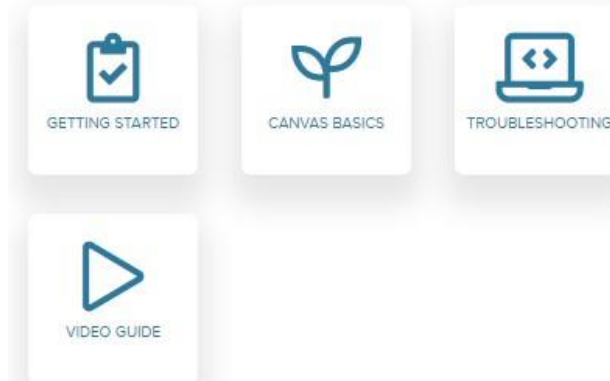 GETTING STARTED
CANVAS BASICS
TROUBLESHOOTING
VIDEO GUIDE